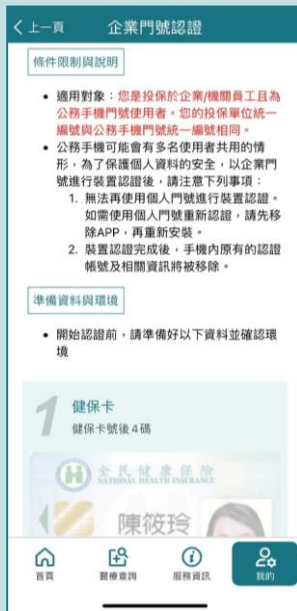 上一頁 企業門號認證
條件限制與說明
• 適用對象：您是投保於企業/機關員工且為
公務手機門號使用者。您的投保單位統一
編號與公務手機門號統一編號相同。
• 公務手機可能會有多名使用者共用的情
形，為了保護個人資料的安全，以企業門
號進行裝置認證後，請注意下列事項：
1. 無法再使用個人門號進行裝置認證。
如需使用個人門號重新認證，請先移
除APP，再重新安裝。
2. 裝置認證完成後，手機內原有的認證
帳號及相關資訊將被移除。
準備資料與環境
• 開始認證前，請準備好以下資料並確認環
境
1 健保卡
健保卡號後4碼
全民健康保險
NATIONAL HEALTH INSURANCE
陳筱玲
首頁 醫療查詢 服務資訊 我的